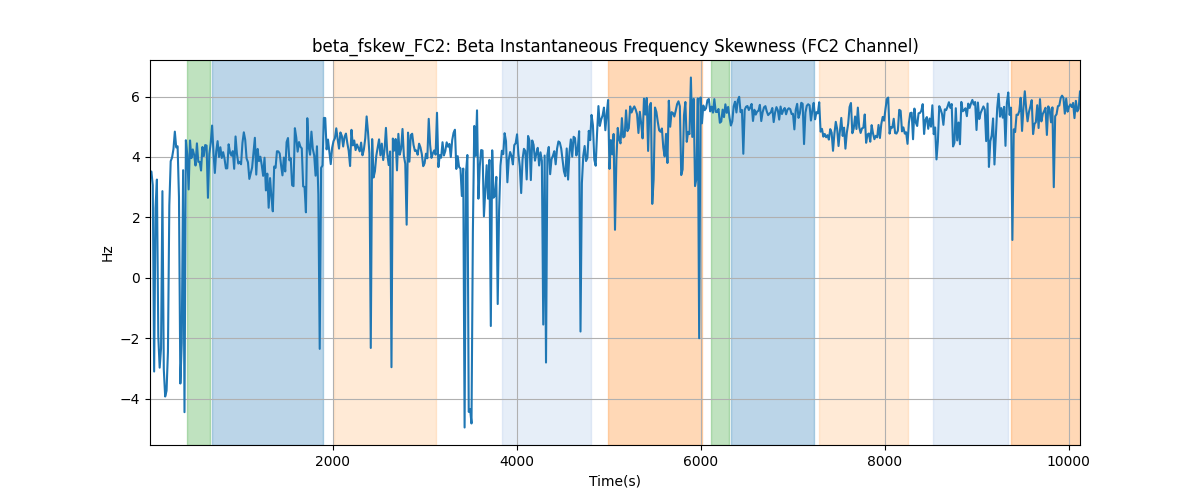 beta_fskew_FC2: Beta Instantaneous Frequency Skewness (FC2 Channel)
6
4
2
0
−2
−4
Hz
2000 4000 6000 8000 10000
Time(s)